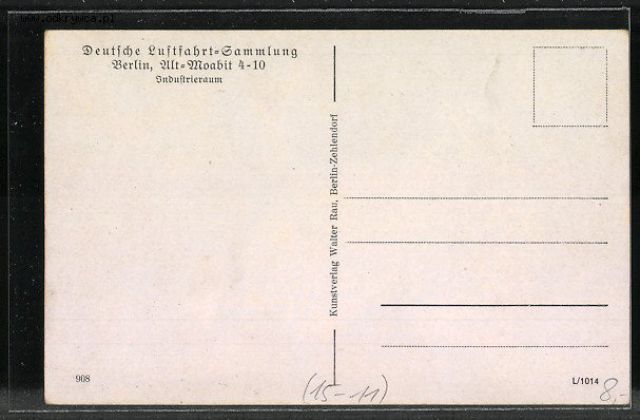 www.odkrywca.pl
Deutsche Luftfahrt=Sammlung
Berlin, Alt=Moabit 4-10
Industrieraum
Kunstverlag Walter Rau, Berlin-Zehlendorf
908
(15-11)
L/1014
8,-